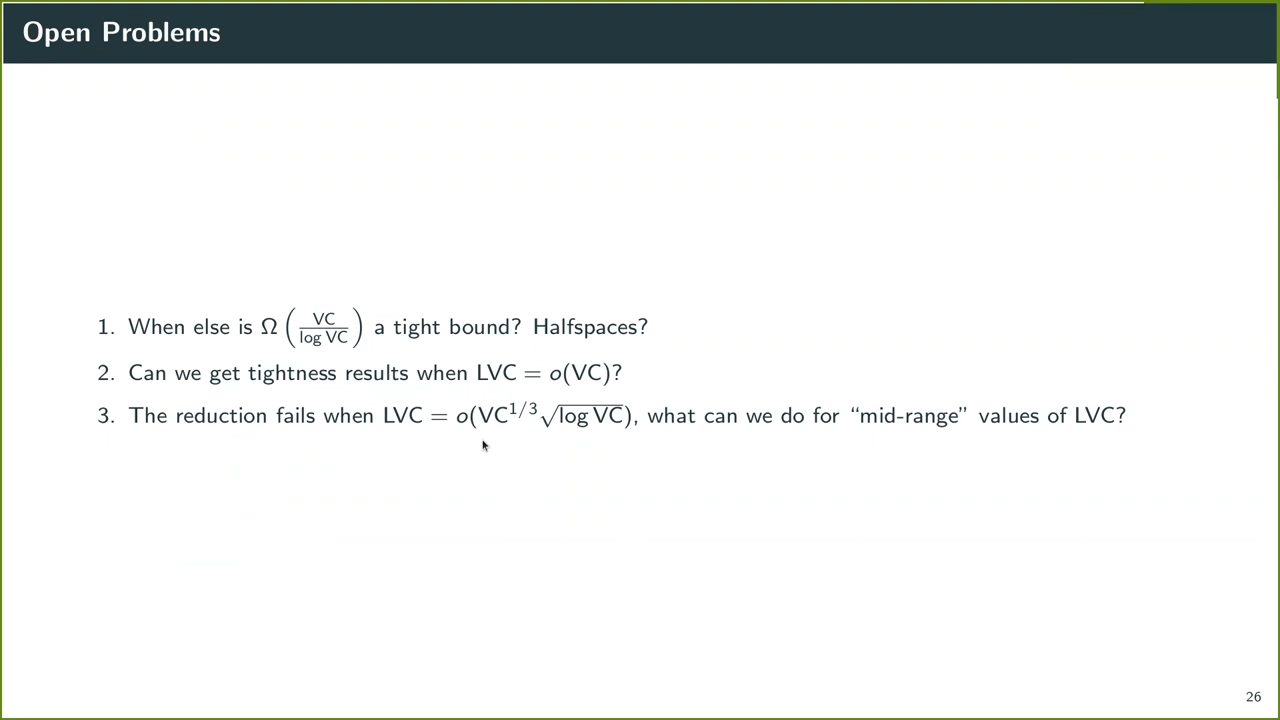 Open Problems
1. When else is Ω(VC/log VC) a tight bound? Halfspaces?
2. Can we get tightness results when LVC = o(VC)?
3. The reduction fails when LVC = o(VC^{1/3}√(log VC)), what can we do for “mid-range” values of LVC?
26